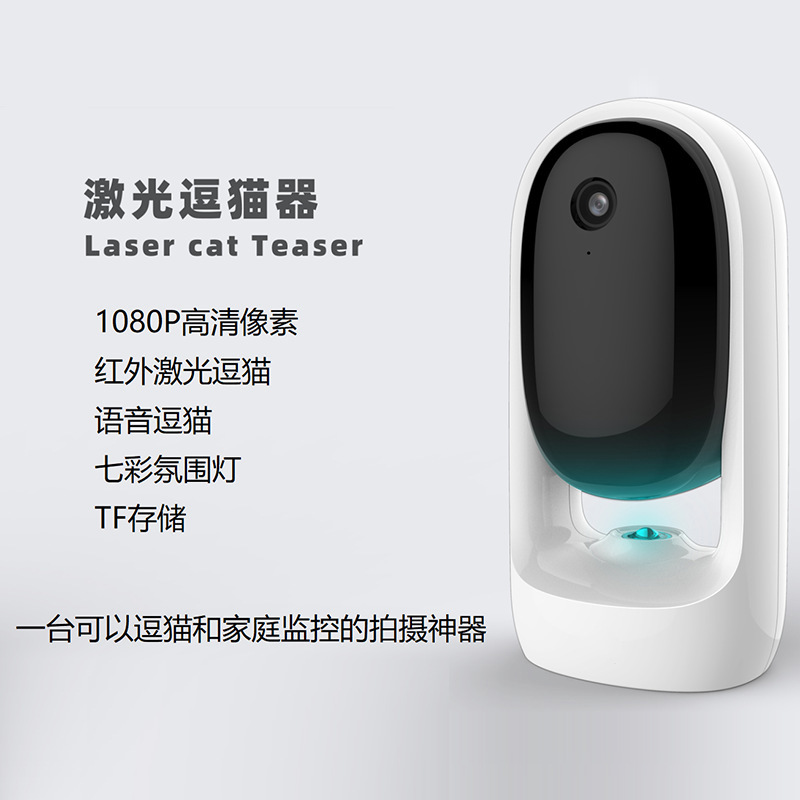 激光逗猫器
Laser cat Teaser
1080P高清像素
红外激光逗猫
语音逗猫
七彩氛围灯
TF存储
一台可以逗猫和家庭监控的拍摄神器